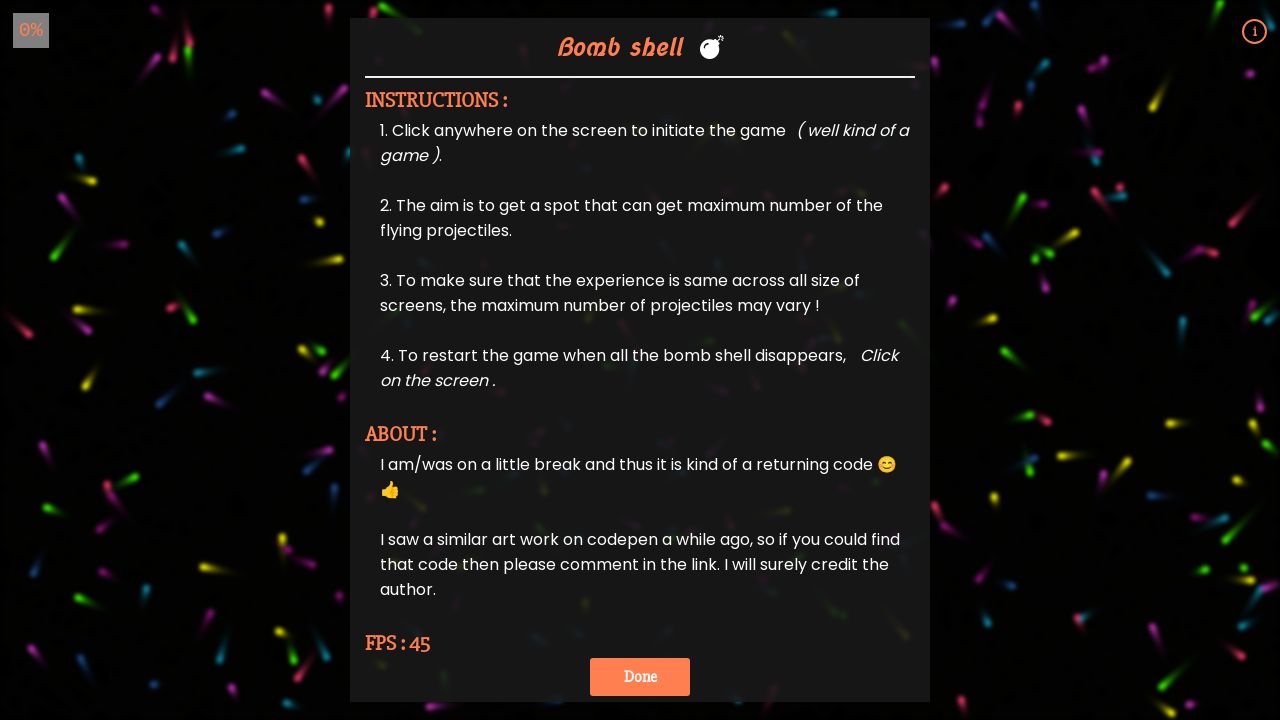 0%
Bomb shell 💣
i
INSTRUCTIONS :
1. Click anywhere on the screen to initiate the game ( well kind of a
game ).
2. The aim is to get a spot that can get maximum number of the
flying projectiles.
3. To make sure that the experience is same across all size of
screens, the maximum number of projectiles may vary !
4. To restart the game when all the bomb shell disappears, Click
on the screen .
ABOUT :
I am/was on a little break and thus it is kind of a returning code 😊
👍
I saw a similar art work on codepen a while ago, so if you could find
that code then please comment in the link. I will surely credit the
author.
FPS : 45
Done